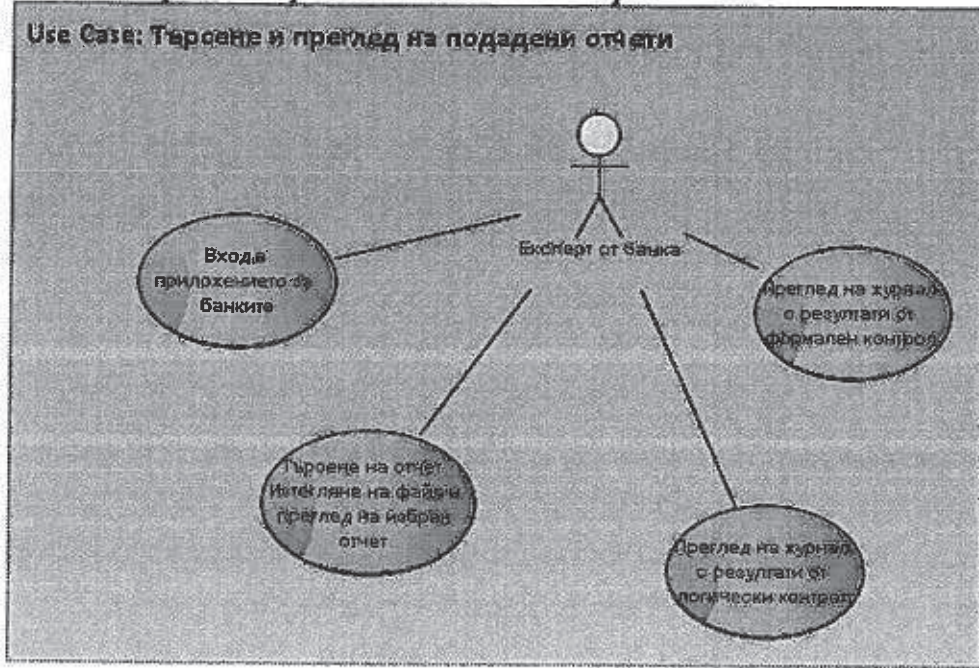 Use Case: Търсене и преглед на подадени отчети
Експерт от банка
Вход в
приложението за
банките
Преглед на журнал
с резултати от
формален контрол
Търсене на отчет
Изтегляне на файл и
преглед на избран
отчет
Преглед на журнал
с резултати от
логически контрол